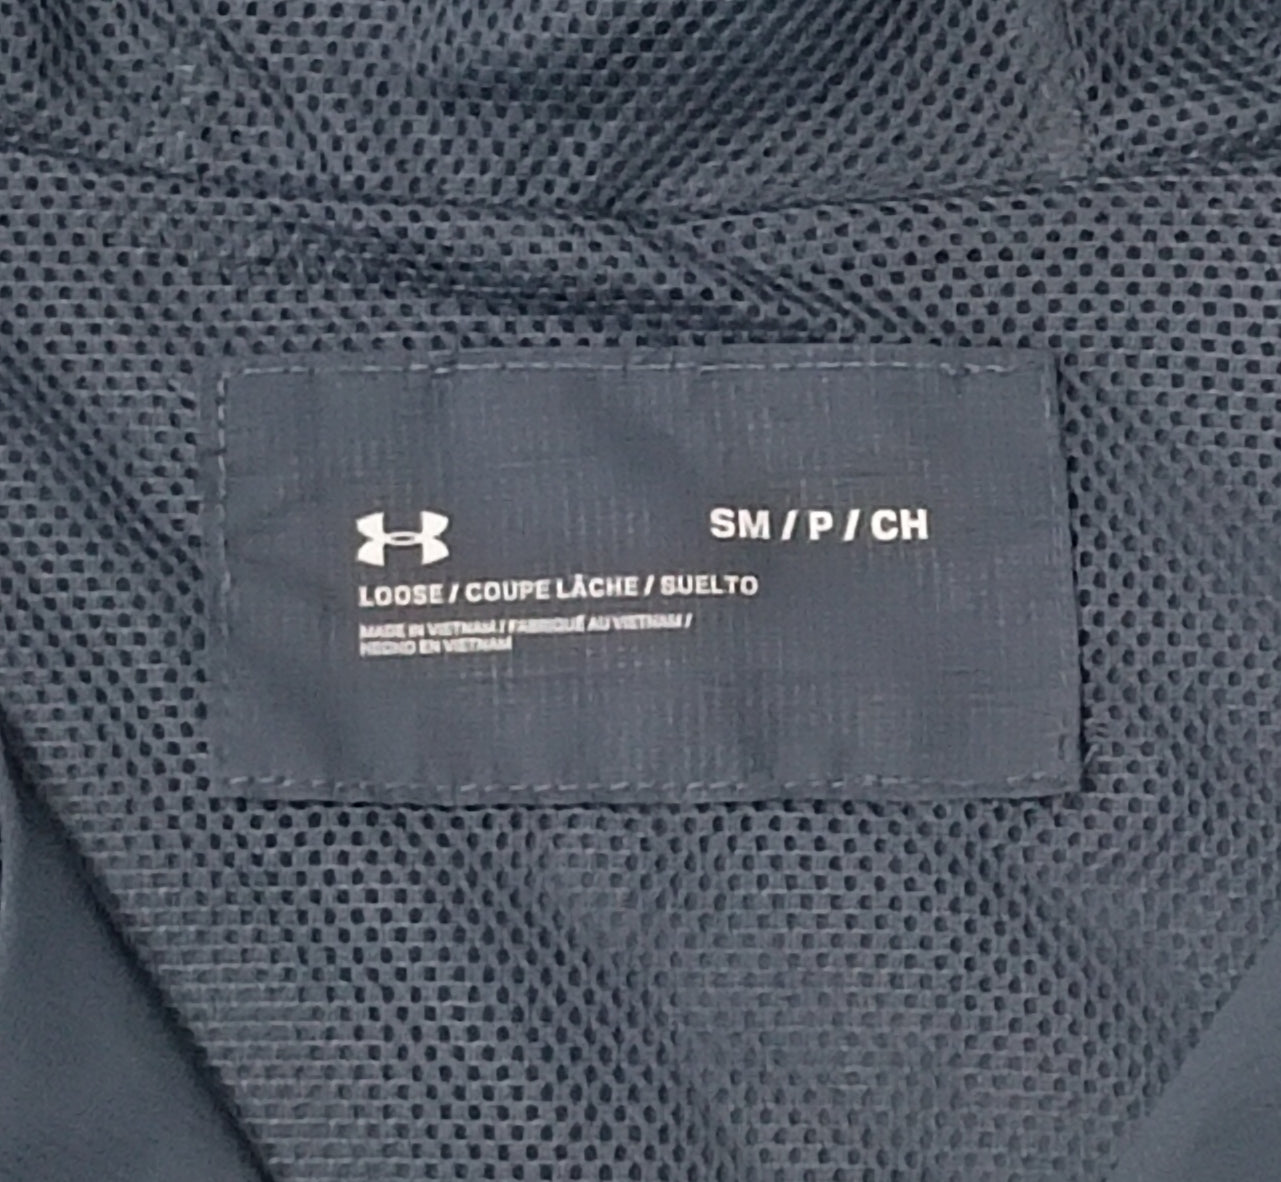 SM / P / CH
LOOSE / COUPE LÂCHE / SUELTO
MADE IN VIETNAM / FABRIQUÉ AU VIETNAM /
HECHO EN VIETNAM